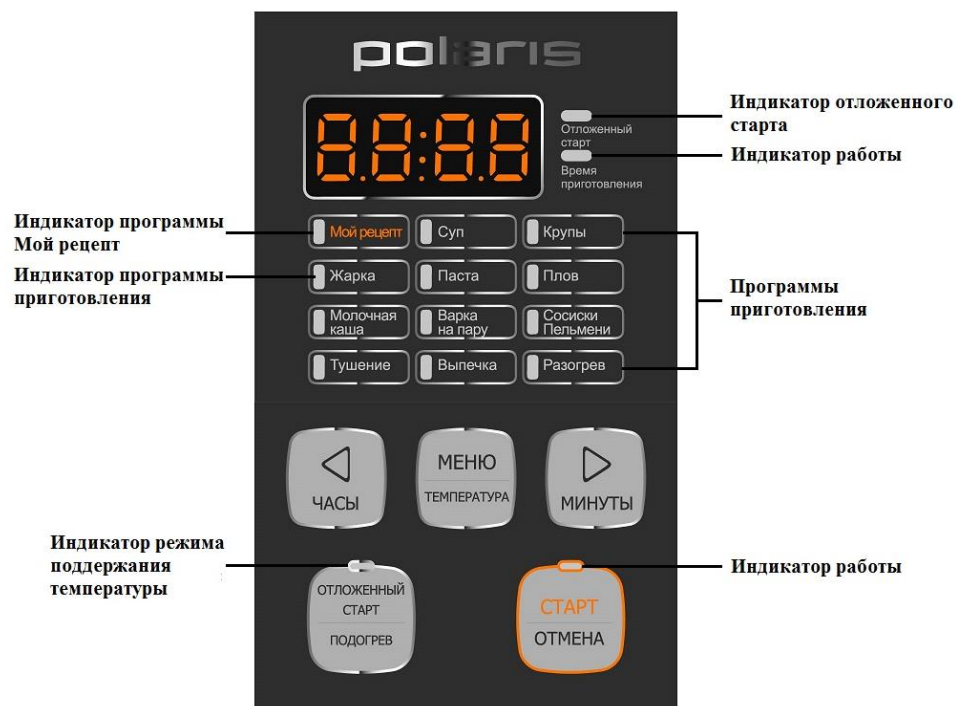 polaris
88:88
Индикатор отложенного
старта
Отложенный
старт
Индикатор работы
Время
приготовления
Индикатор программы
Мой рецепт
Мой рецепт
Суп
Крупы
Индикатор программы
приготовления
Жарка
Паста
Плов
Программы
приготовления
Молочная
каша
Варка
на пару
Сосиски
Пельмени
Тушение
Выпечка
Разогрев
ЧАСЫ
МЕНЮ
ТЕМПЕРАТУРА
МИНУТЫ
Индикатор режима
поддержания
температуры
ОТЛОЖЕННЫЙ
СТАРТ
ПОДОГРЕВ
СТАРТ
ОТМЕНА
Индикатор работы